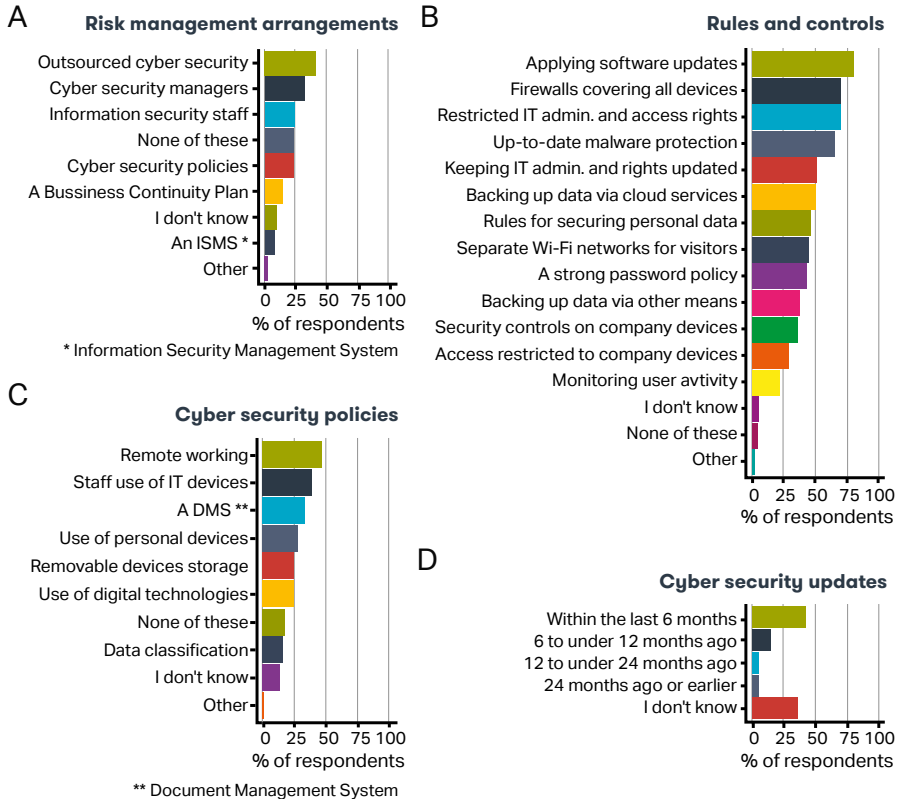 A
Risk management arrangements
Outsourced cyber security
Cyber security managers
Information security staff
None of these
Cyber security policies
A Bussiness Continuity Plan
I don't know
An ISMS *
Other
0 25 50 75 100
% of respondents
* Information Security Management System
B
Rules and controls
Applying software updates
Firewalls covering all devices
Restricted IT admin. and access rights
Up-to-date malware protection
Keeping IT admin. and rights updated
Backing up data via cloud services
Rules for securing personal data
Separate Wi-Fi networks for visitors
A strong password policy
Backing up data via other means
Security controls on company devices
Access restricted to company devices
Monitoring user avtivity
I don't know
None of these
Other
0 25 50 75 100
% of respondents
C
Cyber security policies
Remote working
Staff use of IT devices
A DMS **
Use of personal devices
Removable devices storage
Use of digital technologies
None of these
Data classification
I don't know
Other
0 25 50 75 100
% of respondents
** Document Management System
D
Cyber security updates
Within the last 6 months
6 to under 12 months ago
12 to under 24 months ago
24 months ago or earlier
I don't know
0 25 50 75 100
% of respondents